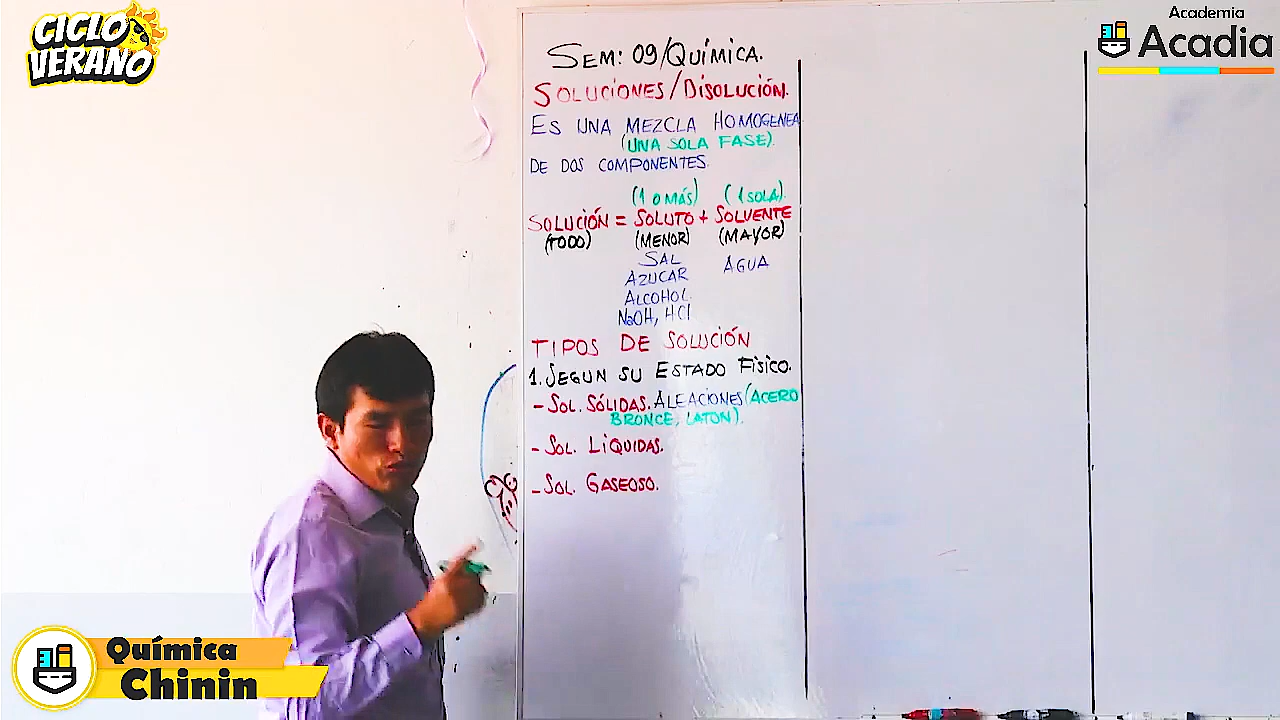 CICLO
VERANO
Academia
Acadia
SEM: 09/QUÍMICA.
SOLUCIONES/DISOLUCIÓN.
ES UNA MEZCLA HOMOGENEA
(UNA SOLA FASE).
DE DOS COMPONENTES.
(1 O MÁS) (1 SOLA).
SOLUCIÓN = SOLUTO + SOLVENTE
(TODO) (MENOR) (MAYOR)
SAL AGUA
AZUCAR
ALCOHOL
NaOH, HCl
TIPOS DE SOLUCIÓN
1. SEGUN SU ESTADO FÍSICO.
- SOL. SÓLIDAS. ALEACIONES (ACERO
BRONCE, LATON).
- SOL. LIQUIDAS.
- SOL. GASEOSO.
Química
Chinin